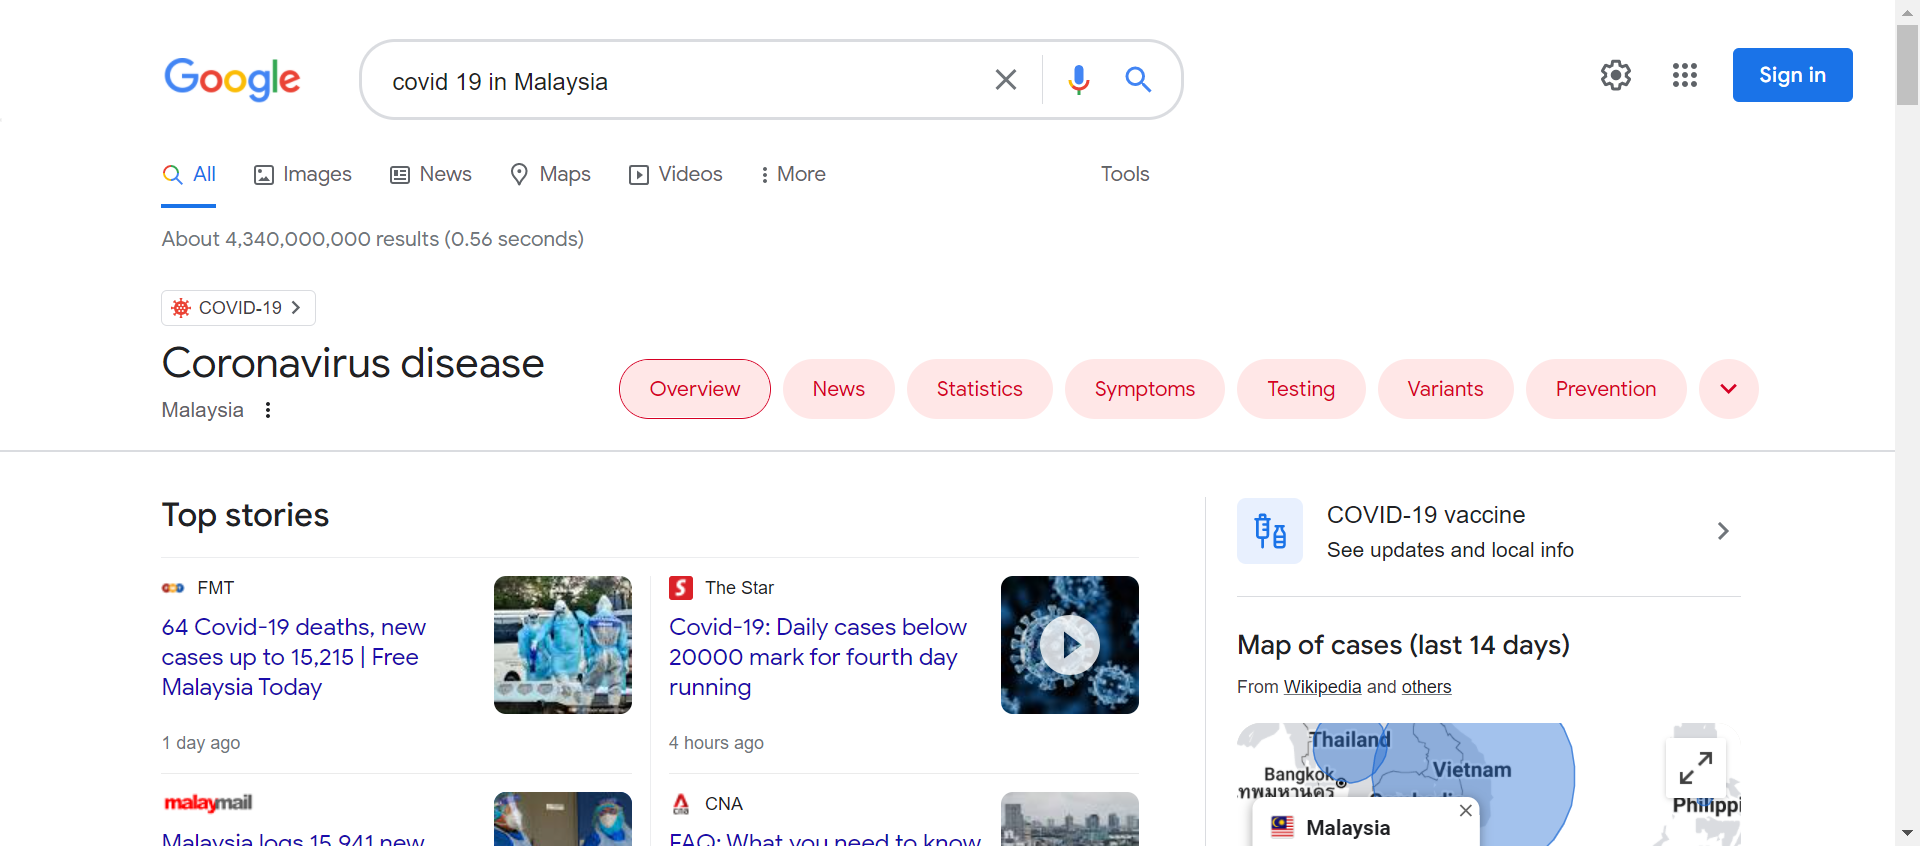 Google
covid 19 in Malaysia
Sign in
All
Images
News
Maps
Videos
More
Tools
About 4,340,000,000 results (0.56 seconds)
COVID-19
Coronavirus disease
Malaysia
Overview
News
Statistics
Symptoms
Testing
Variants
Prevention
Top stories
FMT
64 Covid-19 deaths, new
cases up to 15,215 | Free
Malaysia Today
1 day ago
The Star
Covid-19: Daily cases below
20000 mark for fourth day
running
4 hours ago
malaymail
Malaysia logs 15,941 new
CNA
FAQ: What you need to know
COVID-19 vaccine
See updates and local info
Map of cases (last 14 days)
From Wikipedia and others
Thailand
Vietnam
Bangkok
Malaysia